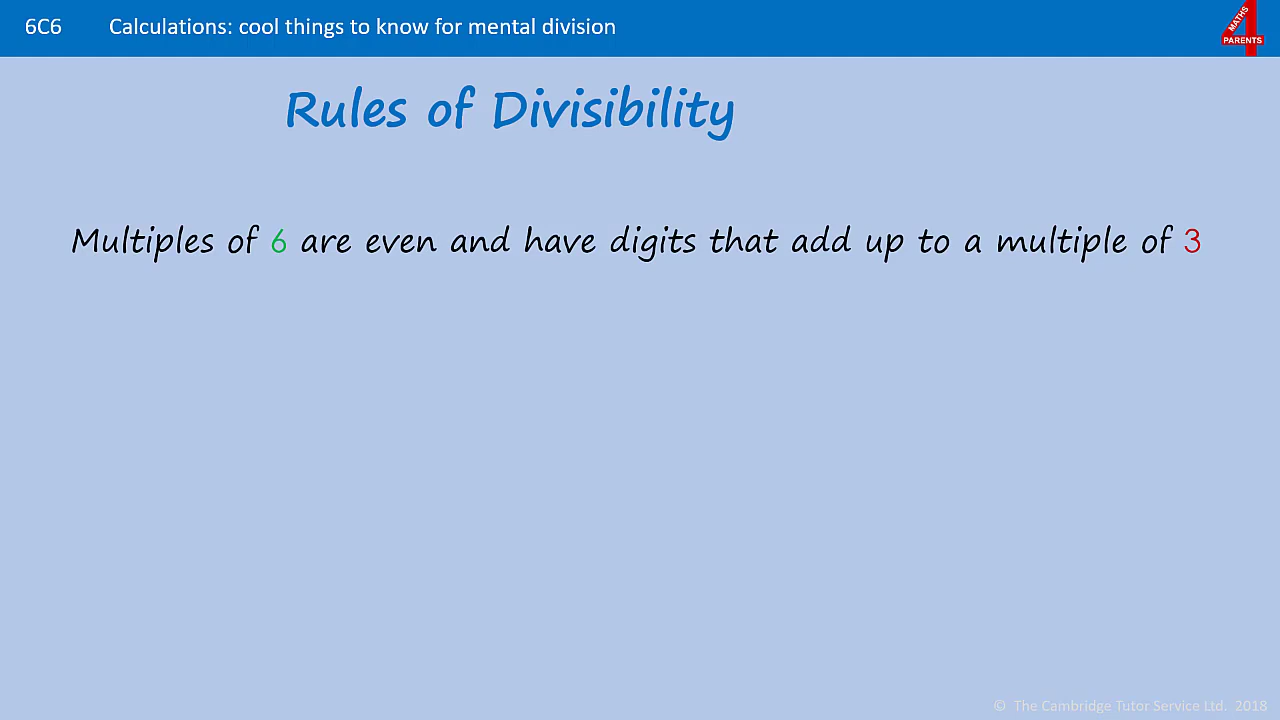 6C6 Calculations: cool things to know for mental division
MATHS
4
PARENTS
Rules of Divisibility
Multiples of 6 are even and have digits that add up to a multiple of 3
© The Cambridge Tutor Service Ltd. 2018